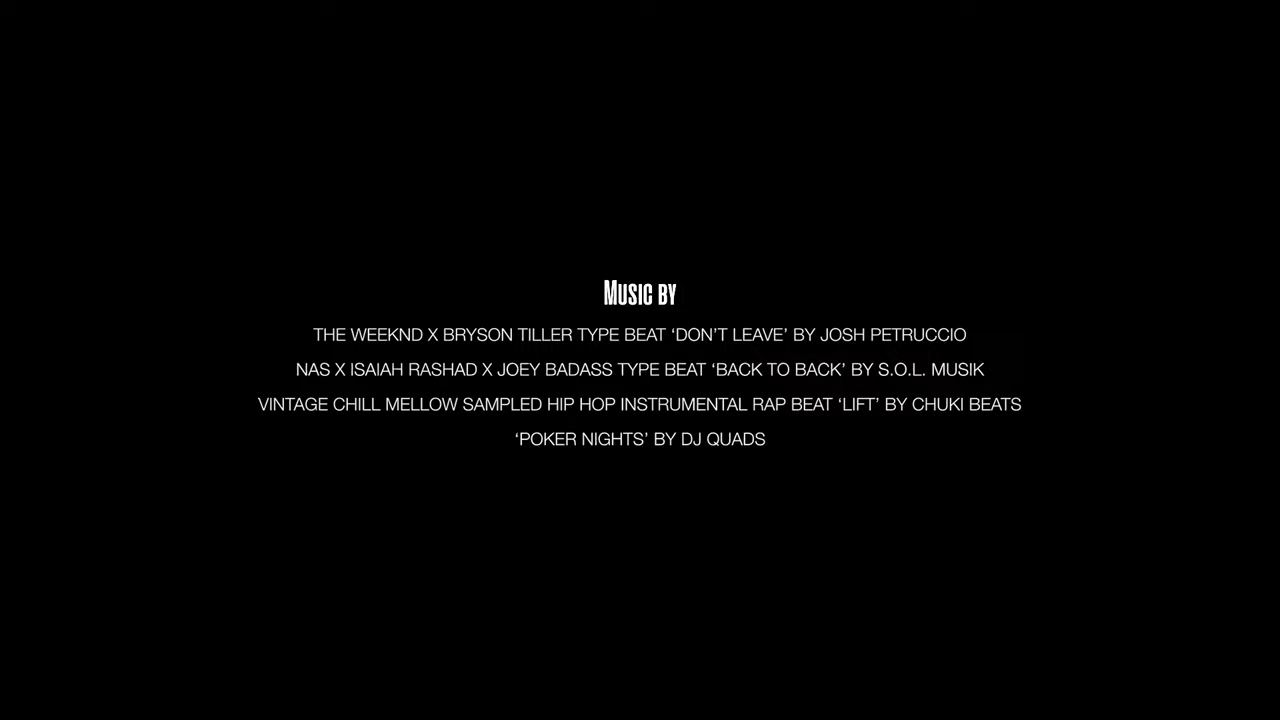 Music by
THE WEEKND X BRYSON TILLER TYPE BEAT ‘DON’T LEAVE’ BY JOSH PETRUCCIO
NAS X ISAIAH RASHAD X JOEY BADASS TYPE BEAT ‘BACK TO BACK’ BY S.O.L. MUSIK
VINTAGE CHILL MELLOW SAMPLED HIP HOP INSTRUMENTAL RAP BEAT ‘LIFT’ BY CHUKI BEATS
‘POKER NIGHTS’ BY DJ QUADS